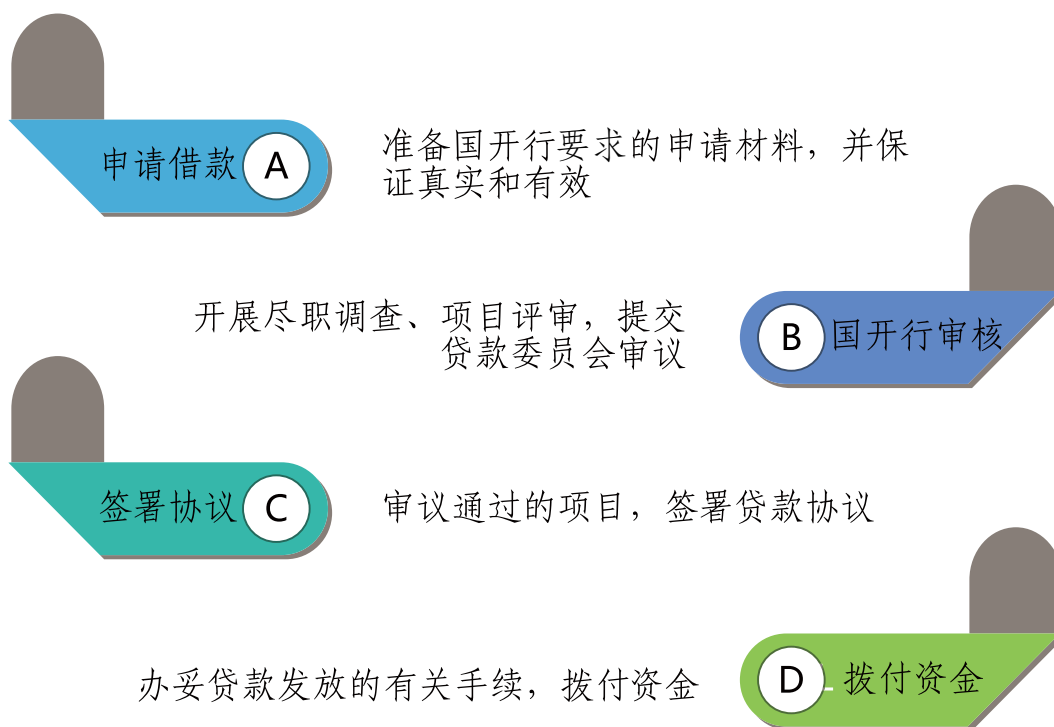 申请借款 A
准备国开行要求的申请材料，并保
证真实和有效
开展尽职调查、项目评审，提交
贷款委员会审议
B 国开行审核
签署协议 C
审议通过的项目，签署贷款协议
办妥贷款发放的有关手续，拨付资金
D 拨付资金